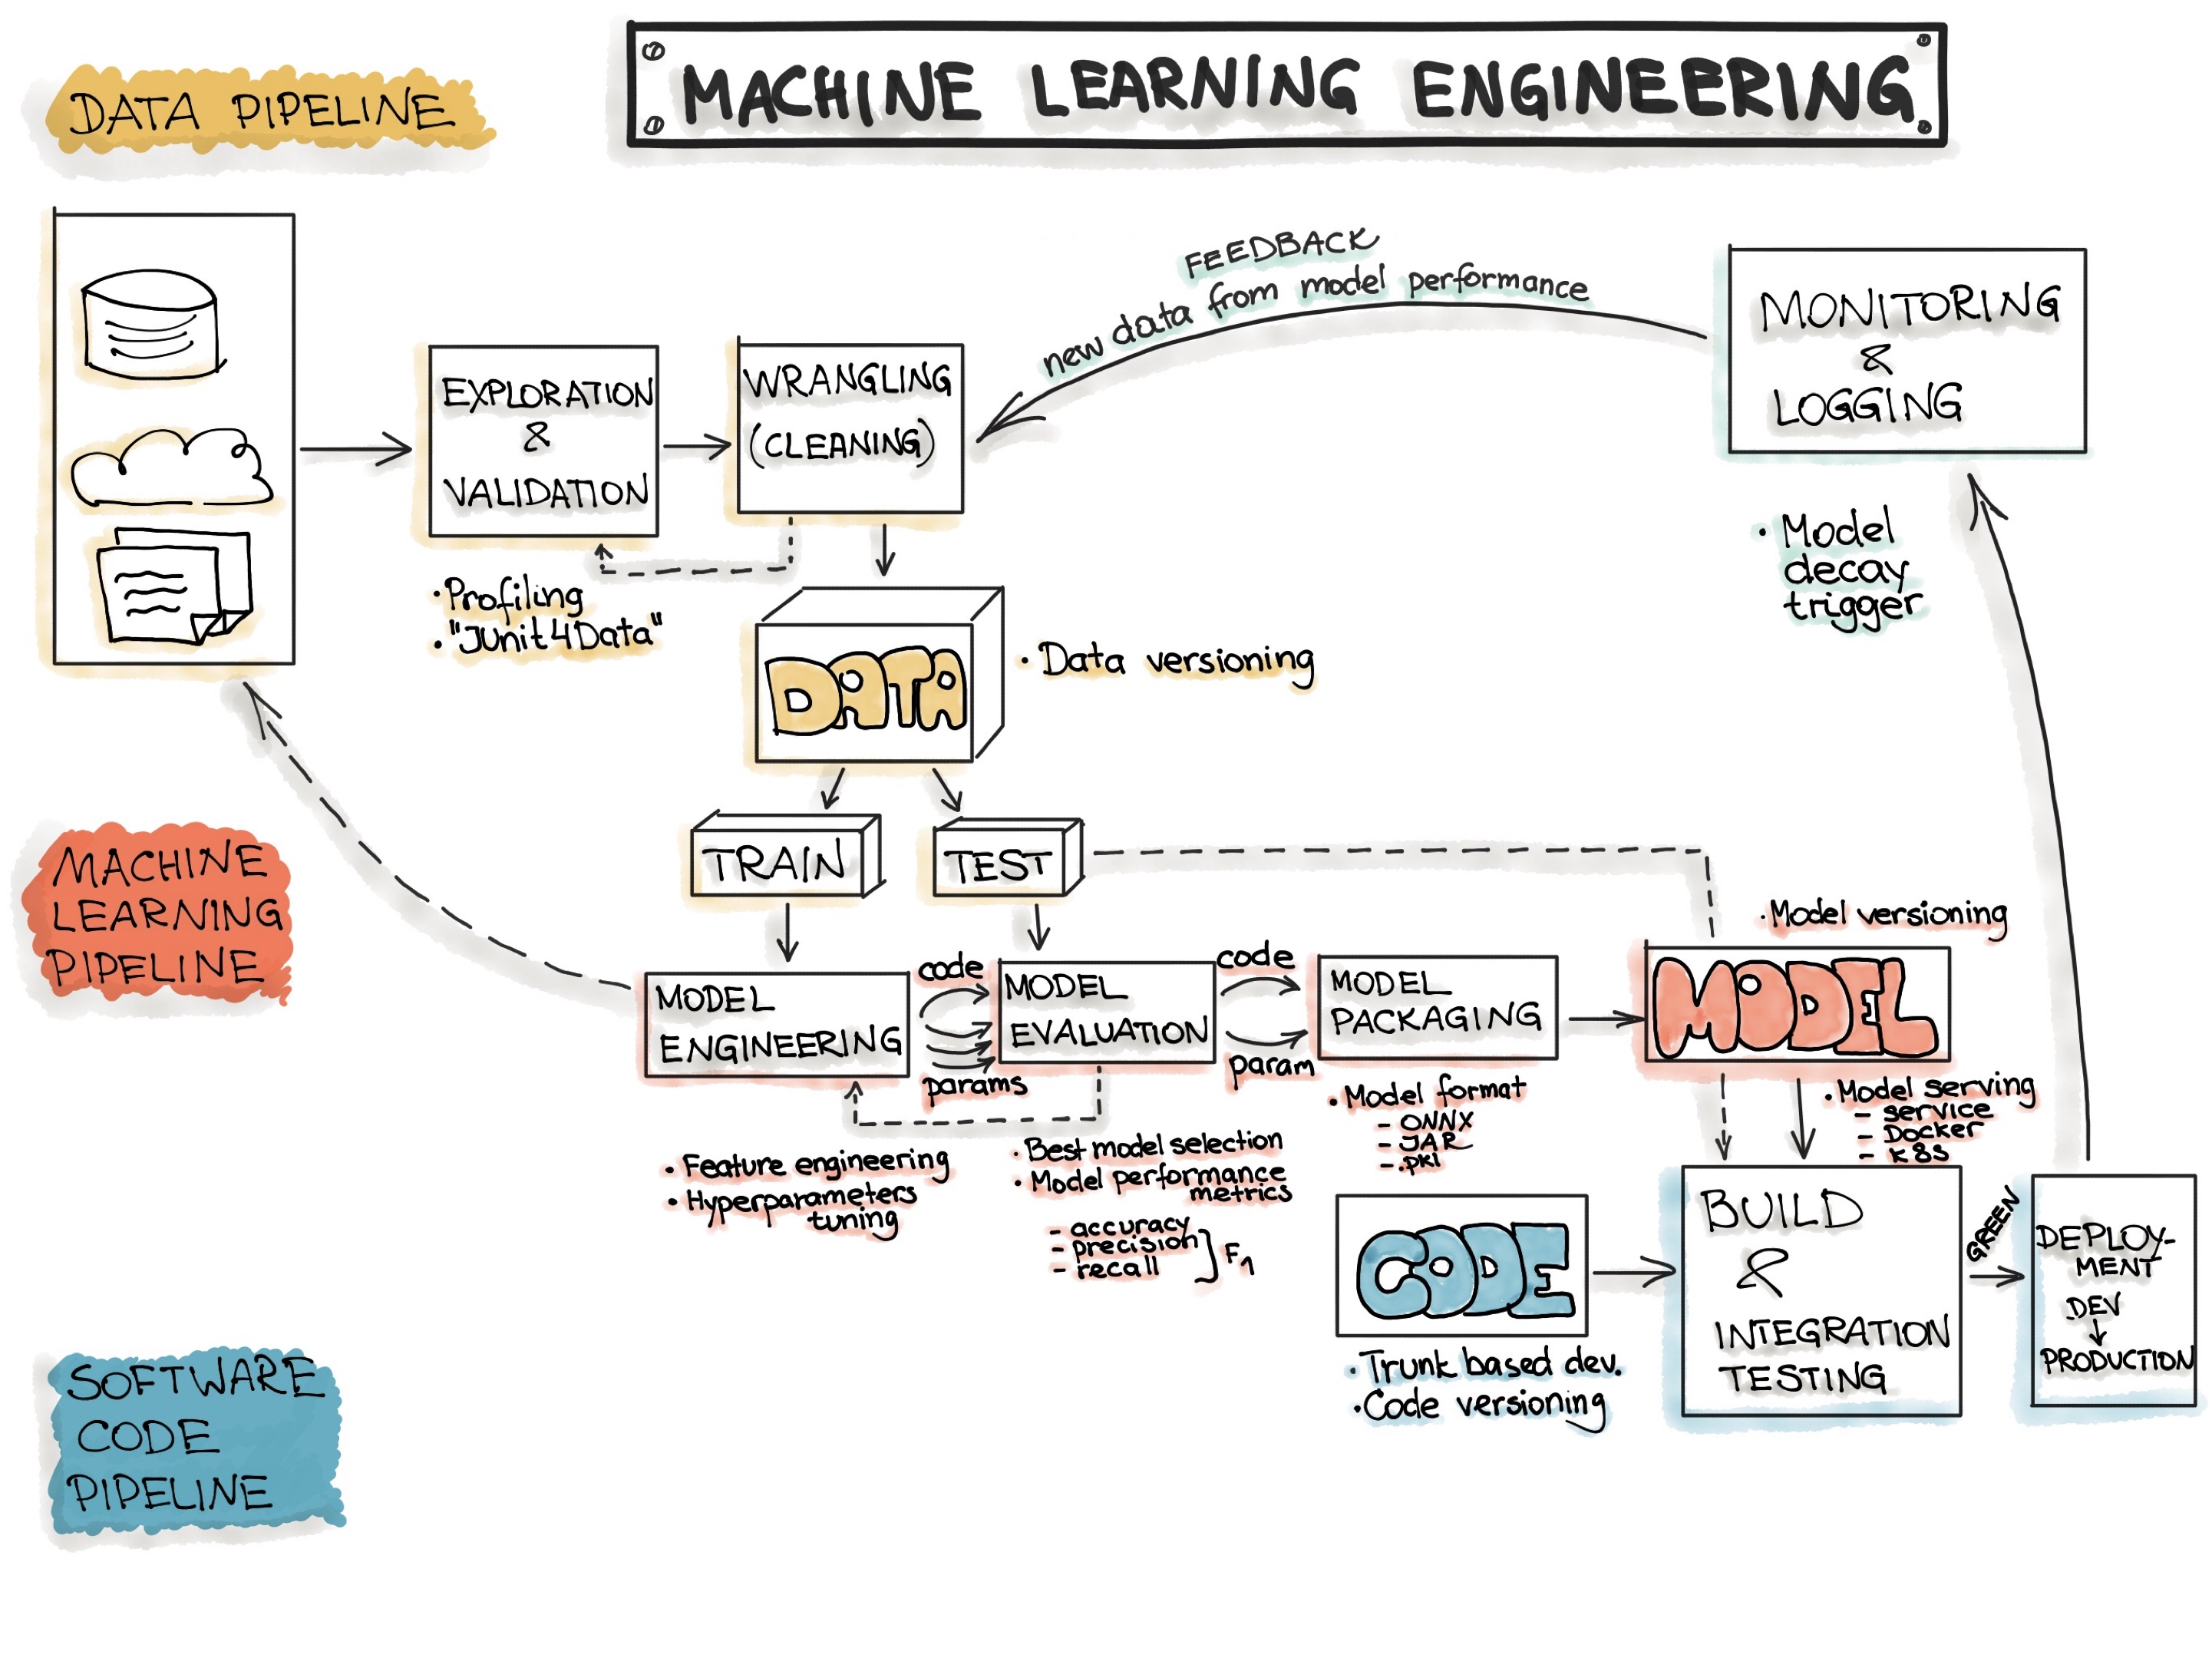 MACHINE LEARNING ENGINEERING
DATA PIPELINE
FEEDBACK
new data from model performance
MONITORING
&
LOGGING
• Model
decay
trigger
EXPLORATION
&
VALIDATION
• Profiling
• "JUnit4Data"
WRANGLING
(CLEANING)
DATA
• Data versioning
TRAIN
TEST
MACHINE
LEARNING
PIPELINE
MODEL
ENGINEERING
• Feature engineering
• Hyperparameters
tuning
code
params
MODEL
EVALUATION
• Best model selection
• Model performance
metrics
- accuracy
- precision
- recall
F1
code
param
MODEL
PACKAGING
• Model format
- ONNX
- JAR
- .pkl
• Model versioning
MODEL
• Model serving
- service
- Docker
- K8S
SOFTWARE
CODE
PIPELINE
CODE
• Trunk based dev.
• Code versioning
BUILD
&
INTEGRATION
TESTING
GREEN
DEPLOY-
MENT
DEV
↓
PRODUCTION